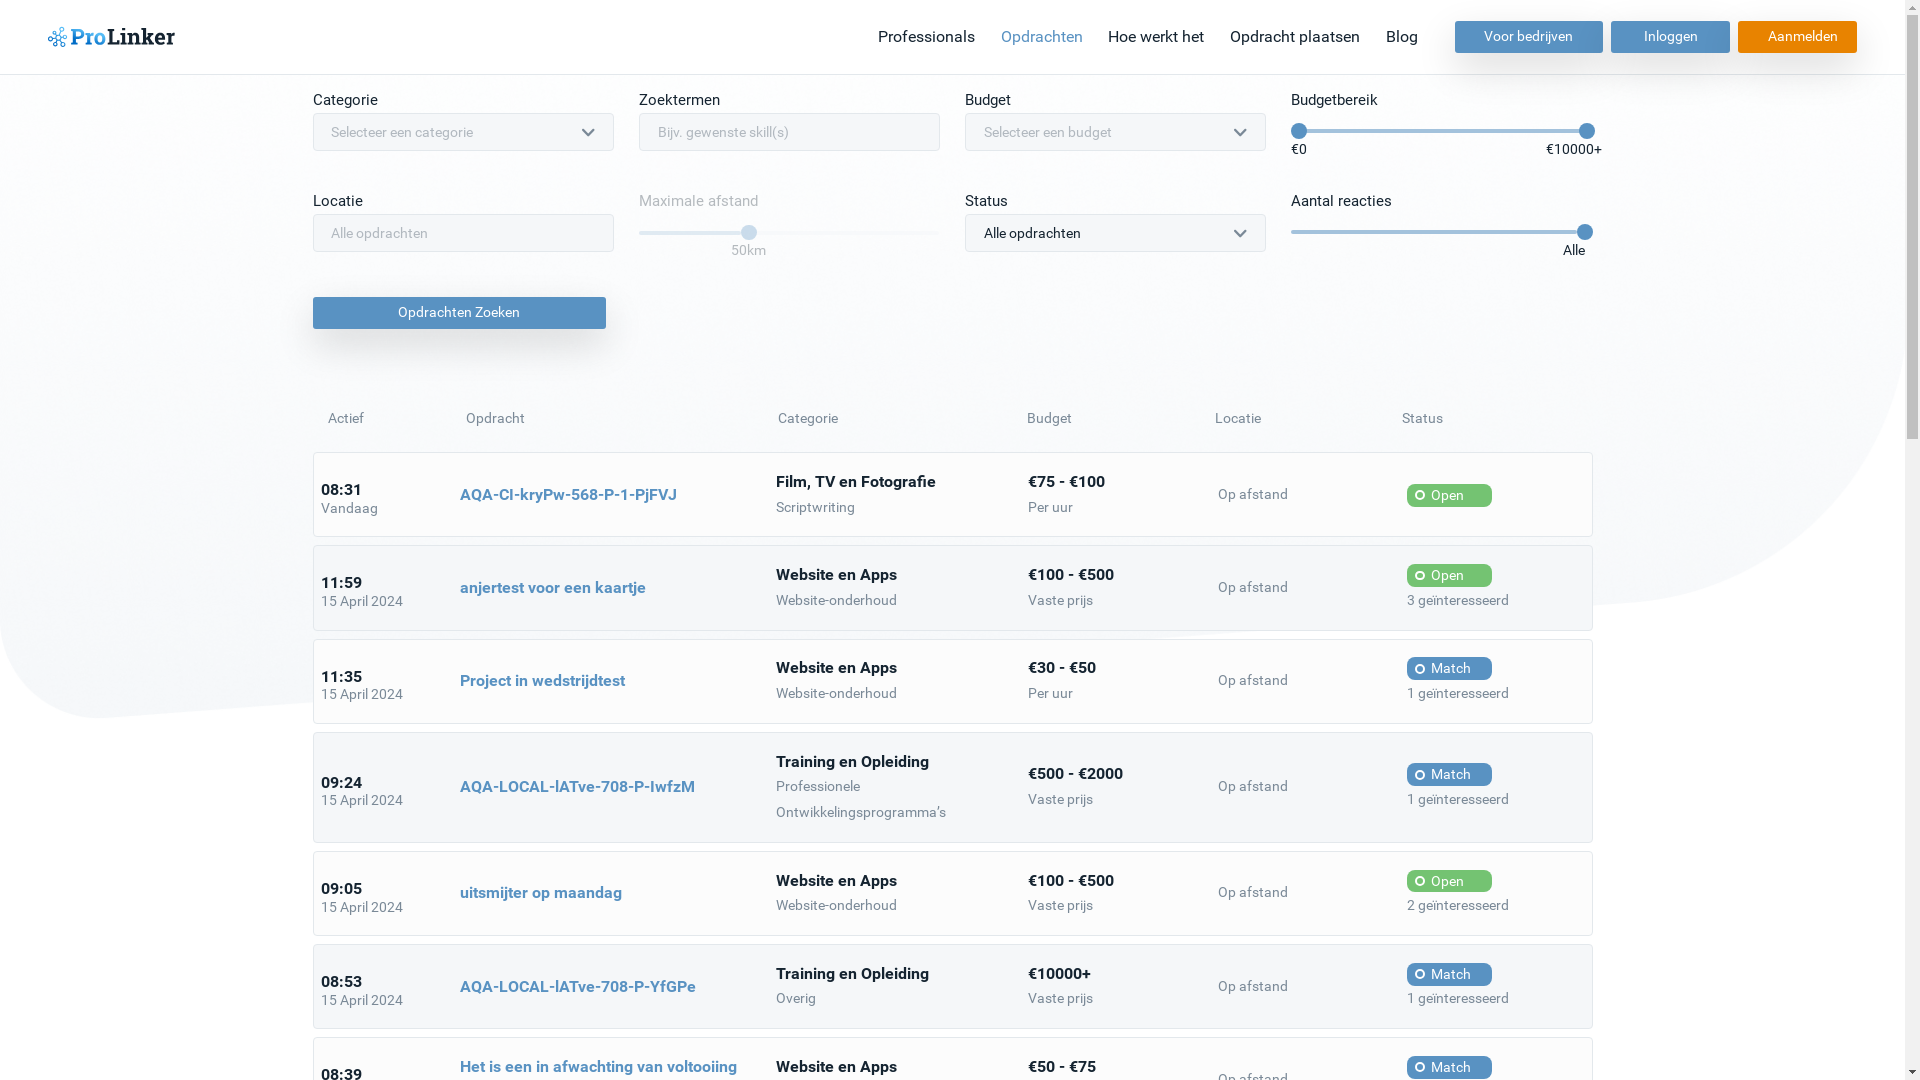 ProLinker
Professionals Opdrachten Hoe werkt het Opdracht plaatsen Blog Voor bedrijven Inloggen Aanmelden
Categorie Zoektermen Budget Budgetbereik
Selecteer een categorie Bijv. gewenste skill(s) Selecteer een budget
€0 €10000+
Locatie Maximale afstand Status Aantal reacties
Alle opdrachten Alle opdrachten
50km Alle
Opdrachten Zoeken
Actief Opdracht Categorie Budget Locatie Status
08:31 AQA-CI-kryPw-568-P-1-PjFVJ Film, TV en Fotografie €75 - €100 Op afstand Open
Vandaag Scriptwriting Per uur
11:59 anjertest voor een kaartje Website en Apps €100 - €500 Op afstand Open
15 April 2024 Website-onderhoud Vaste prijs 3 geïnteresseerd
11:35 Project in wedstrijdtest Website en Apps €30 - €50 Op afstand Match
15 April 2024 Website-onderhoud Per uur 1 geïnteresseerd
09:24 AQA-LOCAL-lATve-708-P-IwfzM Training en Opleiding €500 - €2000 Op afstand Match
15 April 2024 Professionele Vaste prijs 1 geïnteresseerd
Ontwikkelingsprogramma’s
09:05 uitsmijter op maandag Website en Apps €100 - €500 Op afstand Open
15 April 2024 Website-onderhoud Vaste prijs 2 geïnteresseerd
08:53 AQA-LOCAL-lATve-708-P-YfGPe Training en Opleiding €10000+ Op afstand Match
15 April 2024 Overig Vaste prijs 1 geïnteresseerd
Het is een in afwachting van voltooiing Website en Apps €50 - €75 Match
08:39 Op afstand